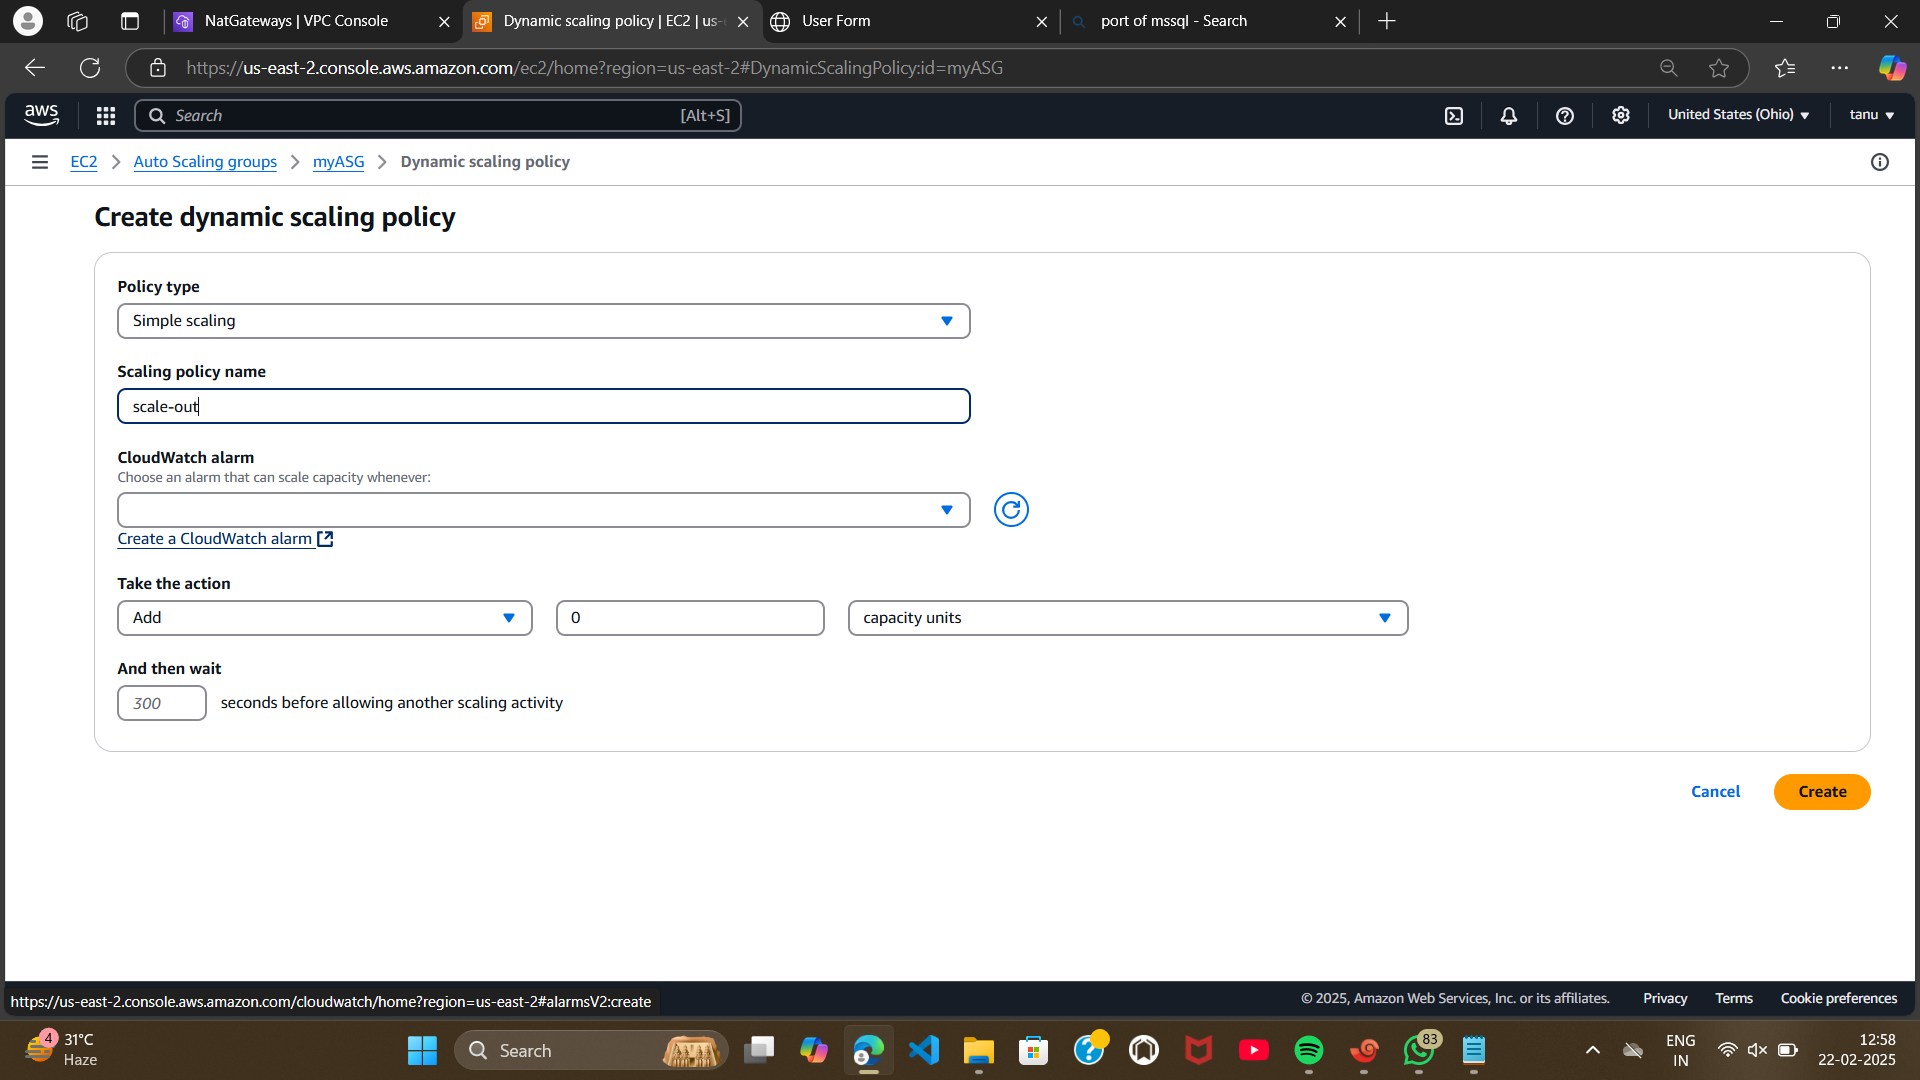 NatGateways | VPC Console
Dynamic scaling policy | EC2 | us-
User Form
port of mssql - Search
https://us-east-2.console.aws.amazon.com/ec2/home?region=us-east-2#DynamicScalingPolicy:id=myASG
aws
Search
[Alt+S]
United States (Ohio)
tanu
EC2
Auto Scaling groups
myASG
Dynamic scaling policy
Create dynamic scaling policy
Policy type
Simple scaling
Scaling policy name
scale-out
CloudWatch alarm
Choose an alarm that can scale capacity whenever:
Create a CloudWatch alarm
Take the action
Add
0
capacity units
And then wait
300
seconds before allowing another scaling activity
Cancel
Create
https://us-east-2.console.aws.amazon.com/cloudwatch/home?region=us-east-2#alarmsV2:create
© 2025, Amazon Web Services, Inc. or its affiliates.
Privacy
Terms
Cookie preferences
4
31°C
Haze
Search
83
ENG
IN
12:58
22-02-2025